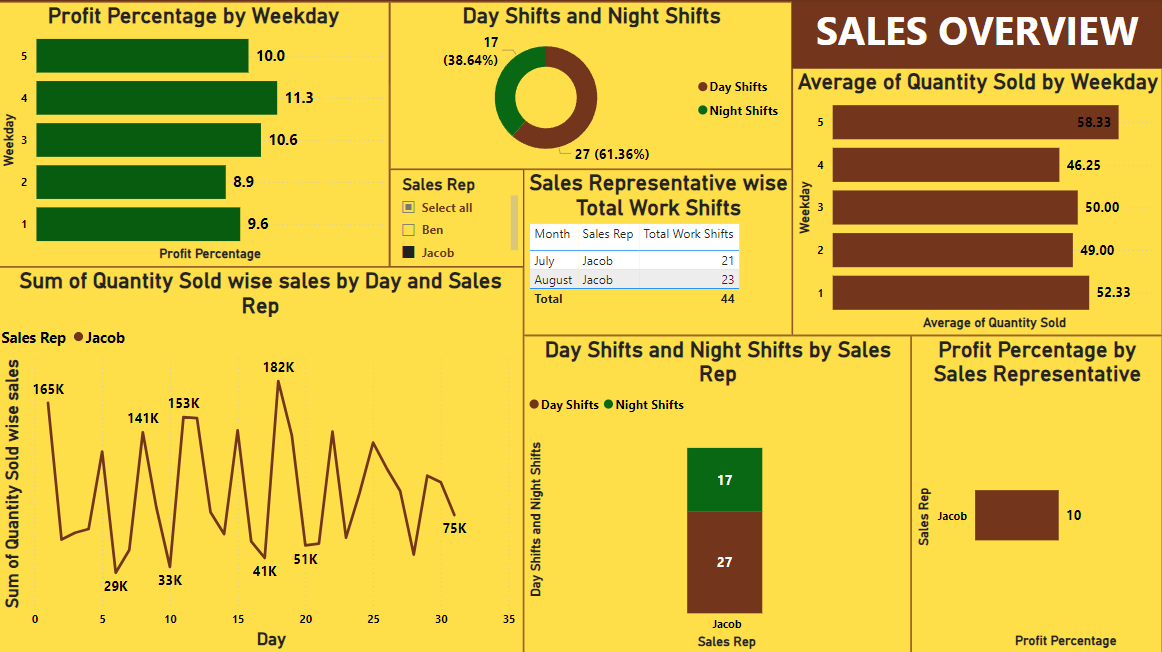 Profit Percentage by Weekday
Weekday
5
10.0
4
11.3
3
10.6
2
8.9
1
9.6
Profit Percentage
Day Shifts and Night Shifts
17
(38.64%)
27 (61.36%)
Day Shifts
Night Shifts
SALES OVERVIEW
Average of Quantity Sold by Weekday
Weekday
5
58.33
4
46.25
3
50.00
2
49.00
1
52.33
Average of Quantity Sold
Sales Rep
Select all
Ben
Jacob
Sales Representative wise
Total Work Shifts
Month Sales Rep Total Work Shifts
July Jacob 21
August Jacob 23
Total 44
Sum of Quantity Sold wise sales by Day and Sales
Rep
Sales Rep Jacob
Sum of Quantity Sold wise sales
165K
29K
141K
33K
153K
41K
182K
51K
75K
0 5 10 15 20 25 30 35
Day
Day Shifts and Night Shifts by Sales
Rep
Day Shifts Night Shifts
Day Shifts and Night Shifts
17
27
Jacob
Sales Rep
Profit Percentage by
Sales Representative
Sales Rep
Jacob
10
Profit Percentage